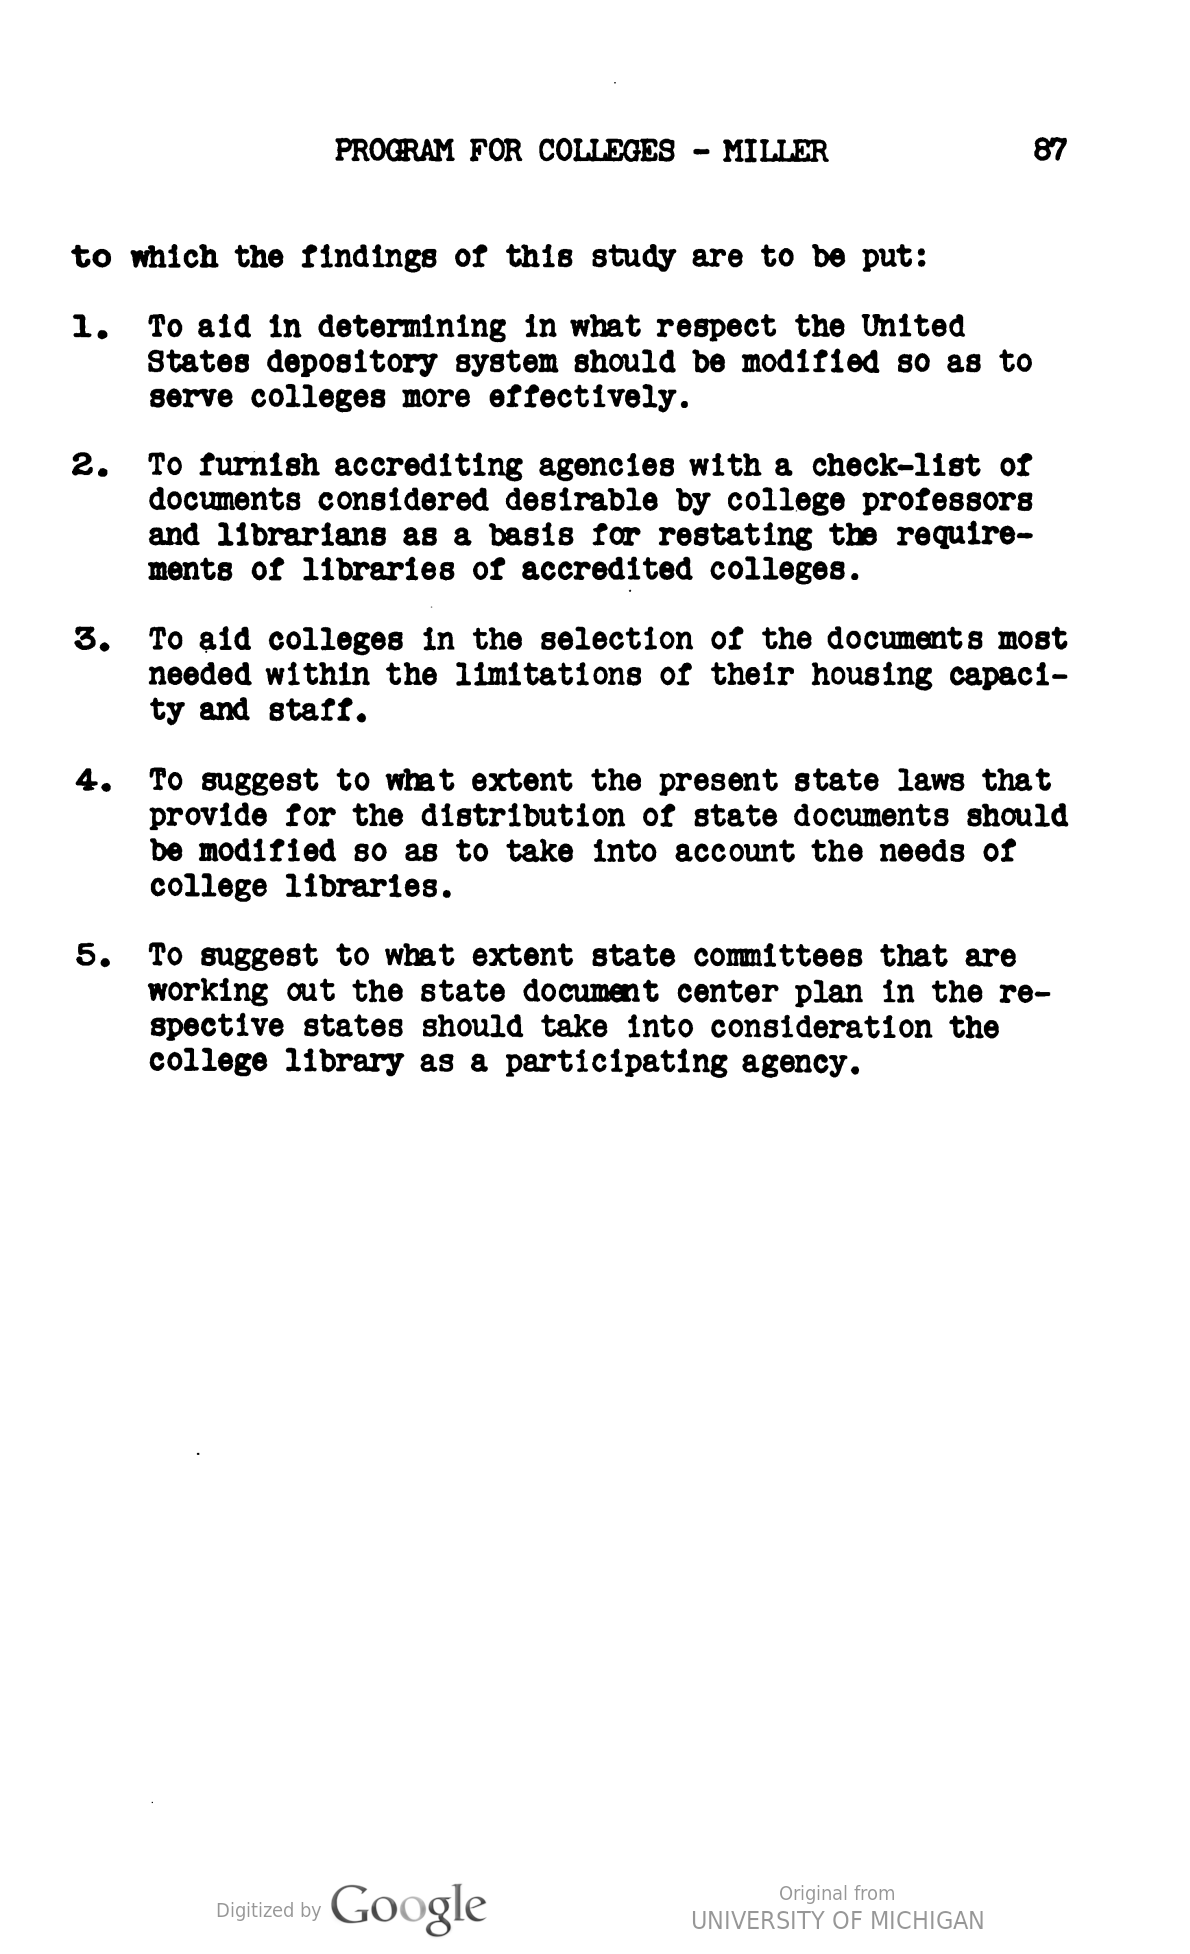 PROGRAM FOR COLLEGES - MILLER 87
to which the findings of this study are to be put:
1. To aid in determining in what respect the United
States depository system should be modified so as to
serve colleges more effectively.
2. To furnish accrediting agencies with a check-list of
documents considered desirable by college professors
and librarians as a basis for restating the require-
ments of libraries of accredited colleges.
3. To aid colleges in the selection of the documents most
needed within the limitations of their housing capaci-
ty and staff.
4. To suggest to what extent the present state laws that
provide for the distribution of state documents should
be modified so as to take into account the needs of
college libraries.
5. To suggest to what extent state committees that are
working out the state document center plan in the re-
spective states should take into consideration the
college library as a participating agency.
Digitized by Google
Original from
UNIVERSITY OF MICHIGAN